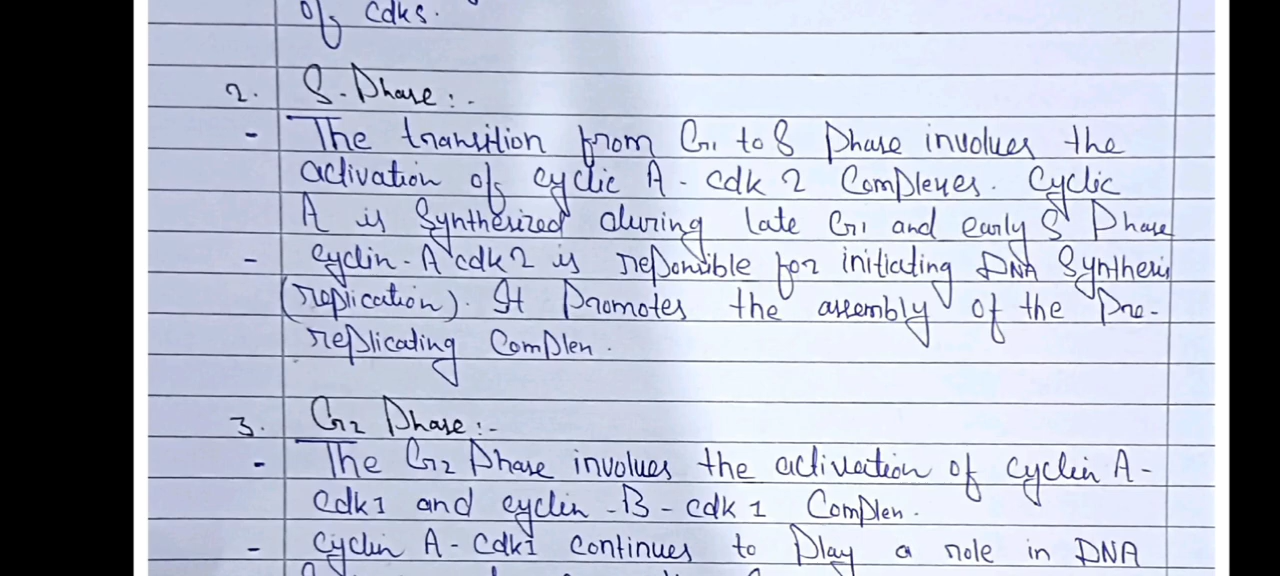 of cdks.
2. S-Phase:-
- The transition from G1 to S Phase involves the
activation of cyclic A - cdk 2 Complexes. Cyclic
A is Synthesized during late G1 and early S Phase
- cyclin - A cdk2 is reponsible for initiating DNA Synthesis
(replication). It Promotes the assembly of the Pre-
replicating Complex.
3. G2 Phase:-
- The G2 Phase involves the activation of cyclin A-
cdk1 and cyclin -B- cdk 1 Complex.
- cyclin A-cdk1 continues to Play a role in DNA